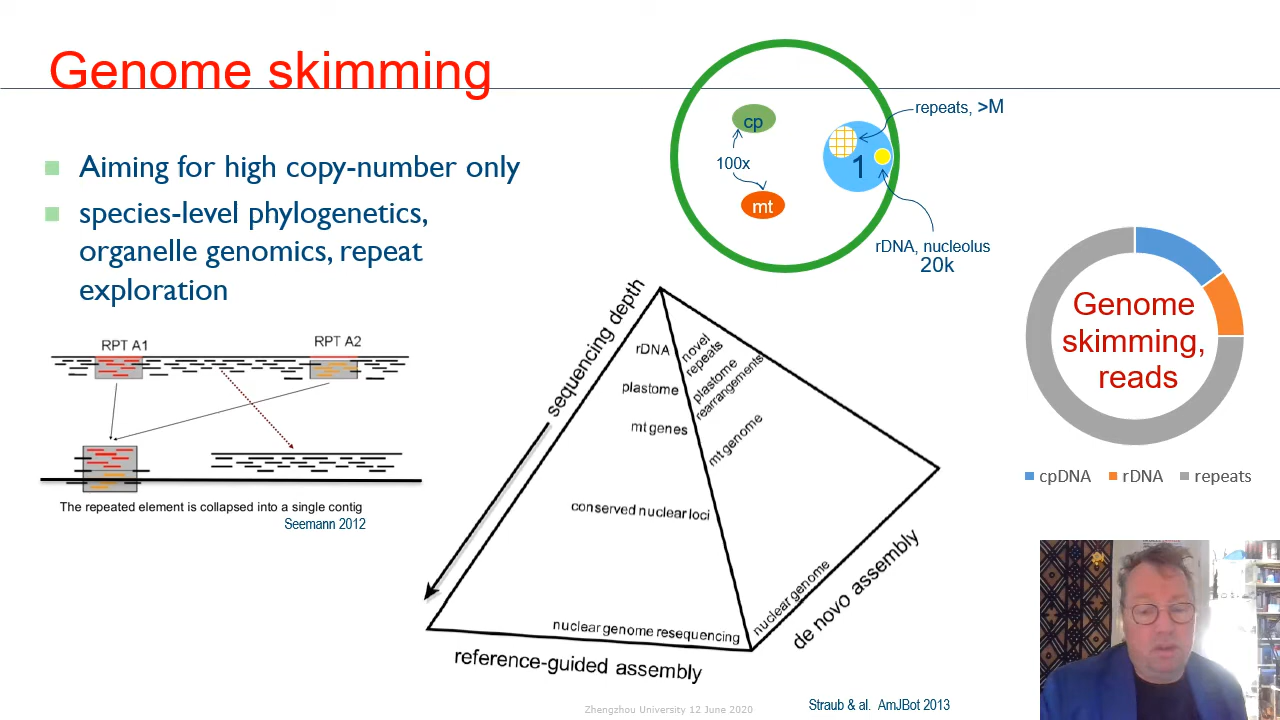 Genome skimming
Aiming for high copy-number only
species-level phylogenetics,
organelle genomics, repeat
exploration
cp
100x
mt
1
repeats, >M
rDNA, nucleolus
20k
RPT A1
RPT A2
The repeated element is collapsed into a single contig
Seemann 2012
sequencing depth
rDNA
plastome
mt genes
conserved nuclear loci
nuclear genome resequencing
reference-guided assembly
novel
repeats
plastome
rearrangements
mt genome
nuclear genome
de novo assembly
Genome
skimming,
reads
cpDNA
rDNA
repeats
Straub & al. AmJBot 2013
Zhengzhou University 12 June 2020